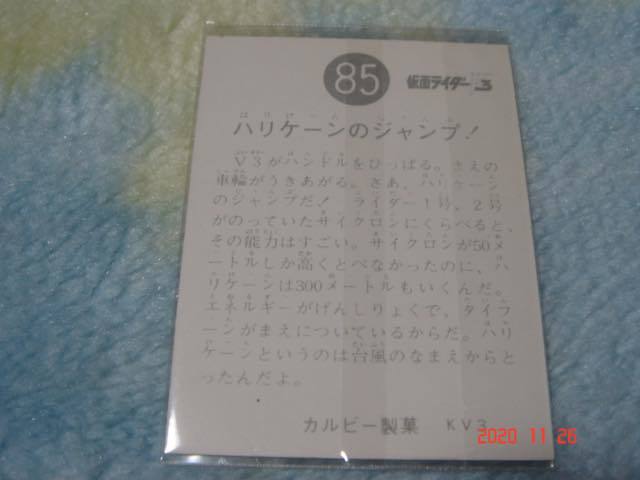 85 仮面ライダーV3
ハリケーンのジャンプ!
V3がハンドルをひっぱる。まえの
車輪がうきあがる。さあ、ハリケーン
のジャンプだ! ライダー1号、2号
がのっていたサイクロンにくらべると、
その能力はすごい。サイクロンが50メ
ートルしか高くとべなかったのに、ハ
リケーンは300メートルもいくんだ。
エネルギーがげんしりょくで、タイフ
ーンがまえについているからだ。ハリ
ケーンというのは台風のなまえからと
ったんだよ。
カルビー製菓 KV3
2020 11 26